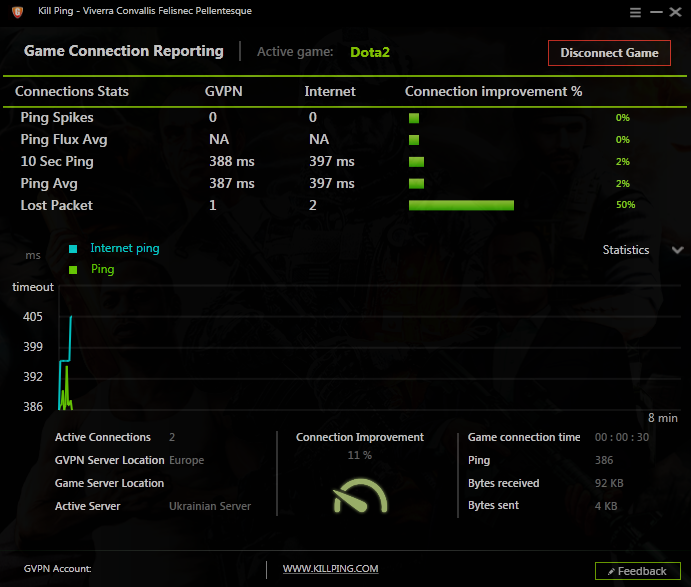 Kill Ping - Viverra Convallis Felisnec Pellentesque
Game Connection Reporting | Active game: Dota2 Disconnect Game
Connections Stats GVPN Internet Connection improvement %
Ping Spikes 0 0 0%
Ping Flux Avg NA NA 0%
10 Sec Ping 388 ms 397 ms 2%
Ping Avg 387 ms 397 ms 2%
Lost Packet 1 2 50%
ms Internet ping Statistics
Ping
timeout
405
399
392
386
8 min
Active Connections 2 Connection Improvement Game connection time 00 : 00 : 30
GVPN Server Location Europe 11 % Ping 386
Game Server Location Bytes received 92 KB
Active Server Ukrainian Server Bytes sent 4 KB
GVPN Account: WWW.KILLPING.COM Feedback